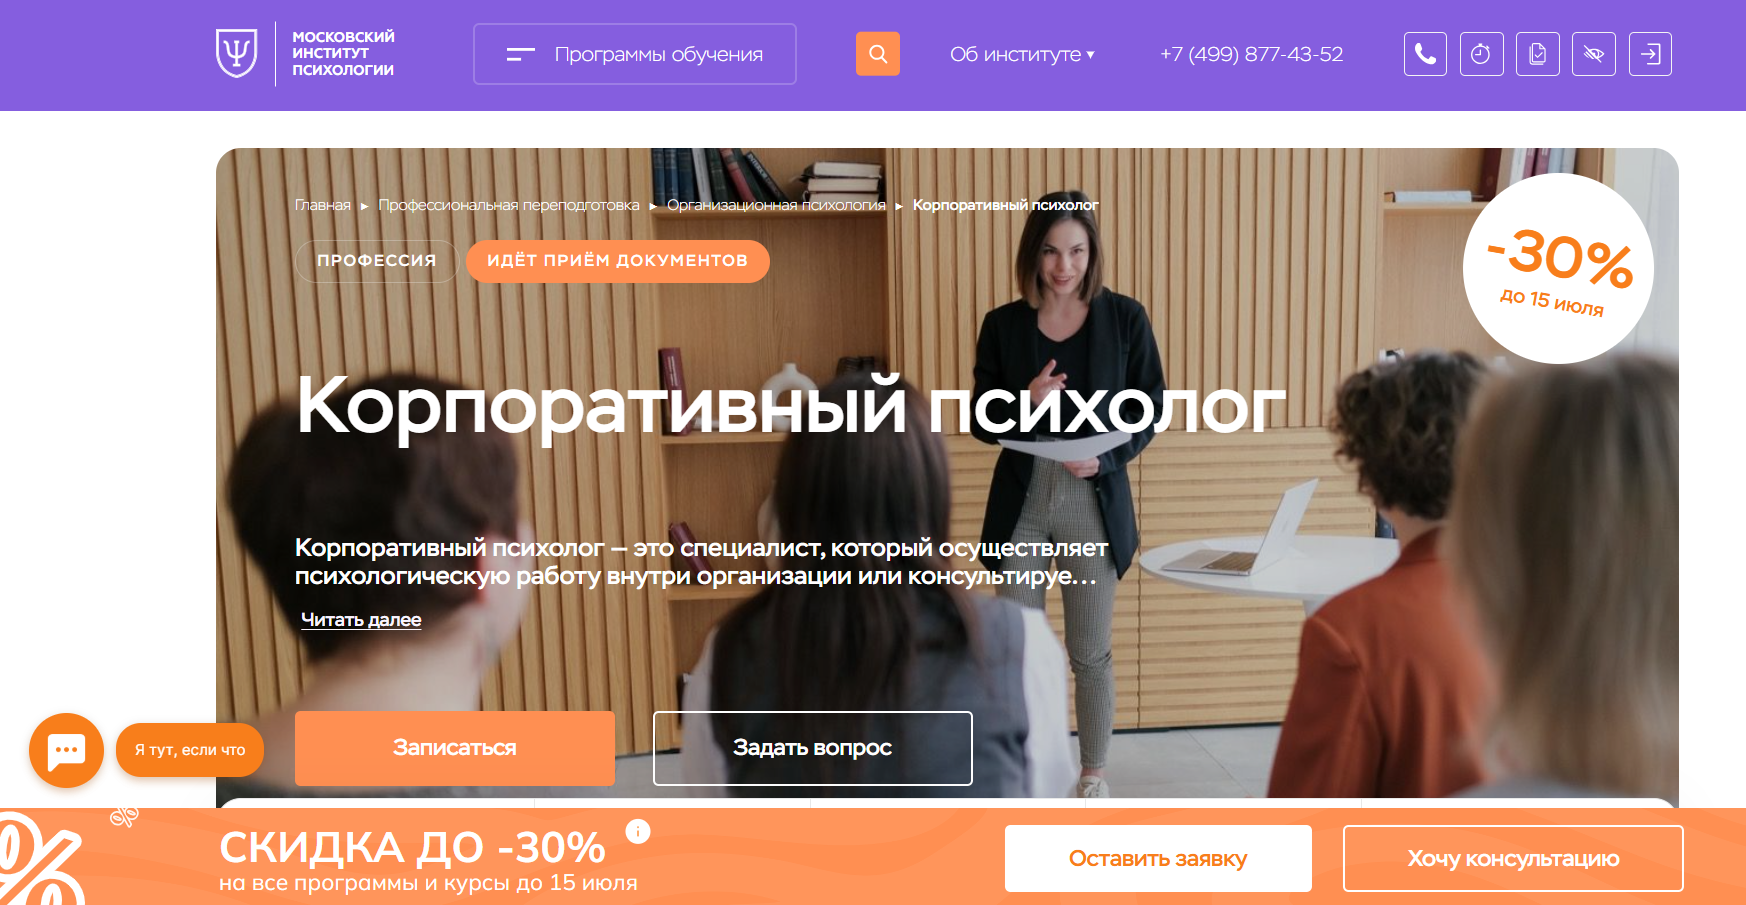 МОСКОВСКИЙ
ИНСТИТУТ
ПСИХОЛОГИИ
Программы обучения
Об институте ▾
+7 (499) 877-43-52
Главная ▸ Профессиональная переподготовка ▸ Организационная психология ▸ Корпоративный психолог
ПРОФЕССИЯ
ИДЁТ ПРИЁМ ДОКУМЕНТОВ
-30%
до 15 июля
Корпоративный психолог
Корпоративный психолог — это специалист, который осуществляет
психологическую работу внутри организации или консультируе...
Читать далее
Записаться
Задать вопрос
Я тут, если что
СКИДКА ДО -30%
на все программы и курсы до 15 июля
Оставить заявку
Хочу консультацию